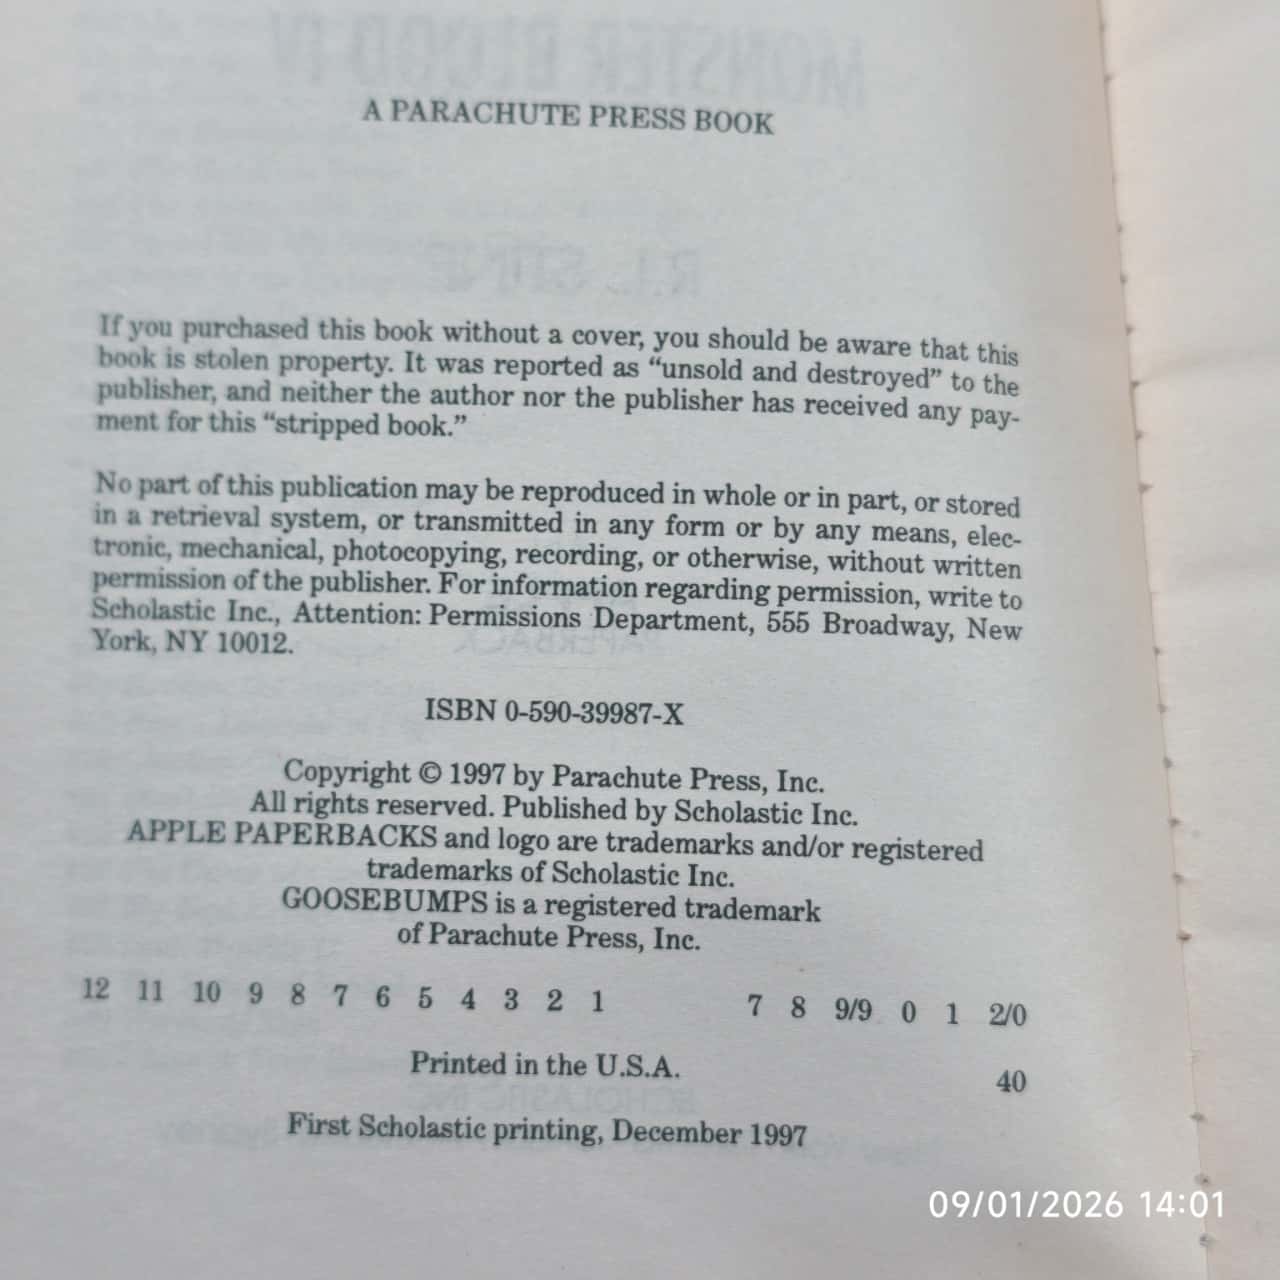 MONSTER BLOOD IV
A PARACHUTE PRESS BOOK
R.L. STINE
If you purchased this book without a cover, you should be aware that this
book is stolen property. It was reported as “unsold and destroyed” to the
publisher, and neither the author nor the publisher has received any pay-
ment for this “stripped book.”
No part of this publication may be reproduced in whole or in part, or stored
in a retrieval system, or transmitted in any form or by any means, elec-
tronic, mechanical, photocopying, recording, or otherwise, without written
permission of the publisher. For information regarding permission, write to
Scholastic Inc., Attention: Permissions Department, 555 Broadway, New
York, NY 10012.
ISBN 0-590-39987-X
Copyright © 1997 by Parachute Press, Inc.
All rights reserved. Published by Scholastic Inc.
APPLE PAPERBACKS and logo are trademarks and/or registered
trademarks of Scholastic Inc.
GOOSEBUMPS is a registered trademark
of Parachute Press, Inc.
12 11 10 9 8 7 6 5 4 3 2 1 7 8 9/9 0 1 2/0
Printed in the U.S.A. 40
First Scholastic printing, December 1997
09/01/2026 14:01